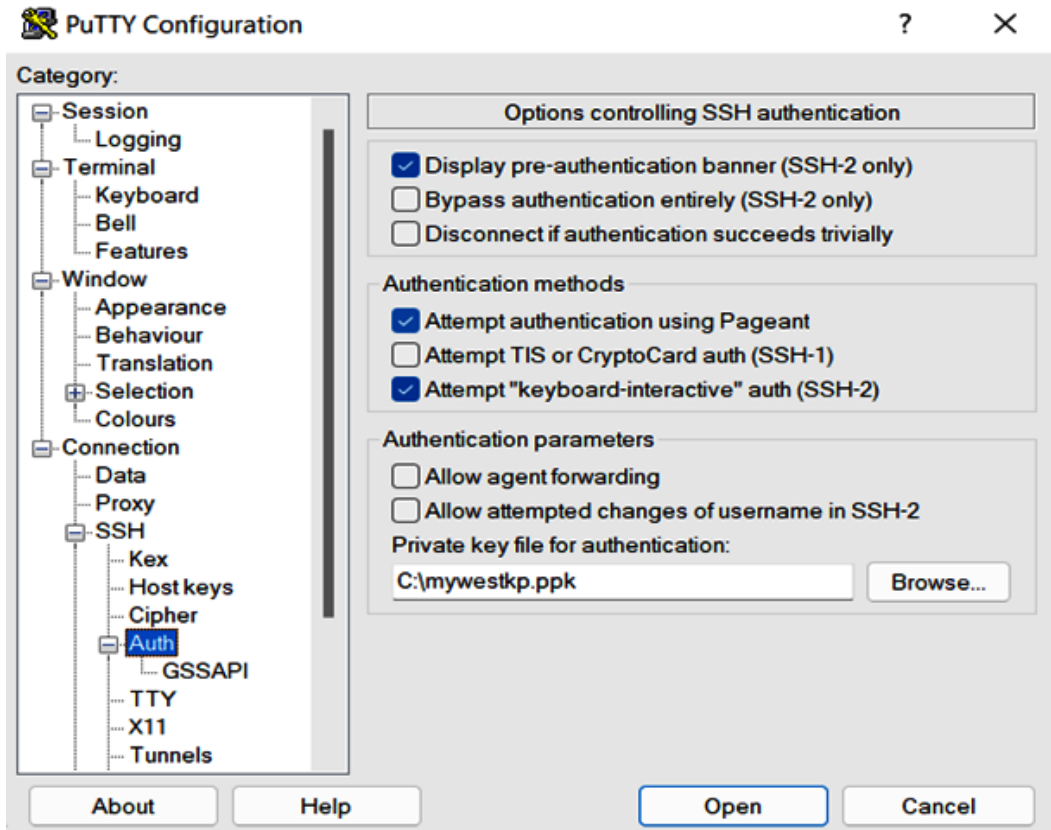 PuTTY Configuration
Category:
Session
Logging
Terminal
Keyboard
Bell
Features
Window
Appearance
Behaviour
Translation
Selection
Colours
Connection
Data
Proxy
SSH
Kex
Host keys
Cipher
Auth
GSSAPI
TTY
X11
Tunnels
Options controlling SSH authentication
Display pre-authentication banner (SSH-2 only)
Bypass authentication entirely (SSH-2 only)
Disconnect if authentication succeeds trivially
Authentication methods
Attempt authentication using Pageant
Attempt TIS or CryptoCard auth (SSH-1)
Attempt "keyboard-interactive" auth (SSH-2)
Authentication parameters
Allow agent forwarding
Allow attempted changes of username in SSH-2
Private key file for authentication:
C:\mywestkp.ppk
Browse...
About
Help
Open
Cancel